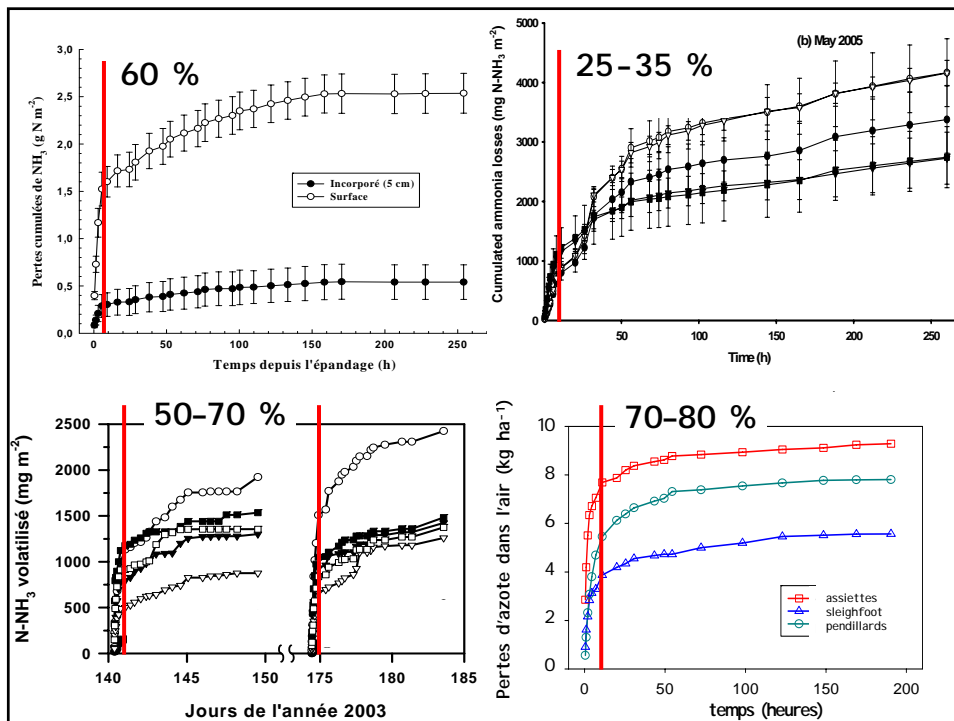 60 %
Pertes cumulées de NH₃ (g N m⁻²)
3,0
2,5
2,0
1,5
1,0
0,5
0,0
Incorporé (5 cm)
Surface
0 50 100 150 200 250
Temps depuis l'épandage (h)
(b) May 2005
25-35 %
Cumulated ammonia losses (mg N-NH₃ m⁻²)
5000
4000
3000
2000
1000
0
50 100 150 200 250
Time(h)
50-70 %
N-NH₃ volatilisé (mg m⁻²)
2500
2000
1500
1250
1000
750
500
250
0
140 145 150 175 180 185
Jours de l'année 2003
70-80 %
Pertes d'azote dans l'air (kg ha⁻¹)
10
8
6
4
2
0
assiettes
sleighfoot
pendillards
0 50 100 150 200
temps (heures)